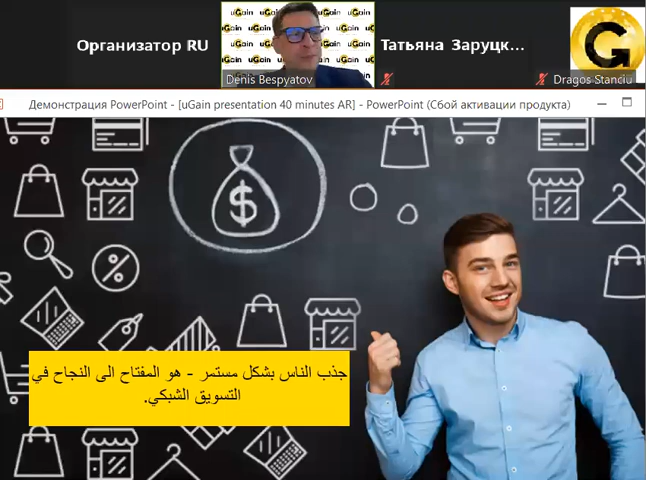 Организатор RU
uGain
Denis Bespyatov
Татьяна Заруцк...
Dragos Stanciu
Демонстрация PowerPoint - [uGain presentation 40 minutes AR] - PowerPoint (Сбой активации продукта)
$
%
جذب الناس بشكل مستمر - هو المفتاح الى النجاح في
التسويق الشبكي.